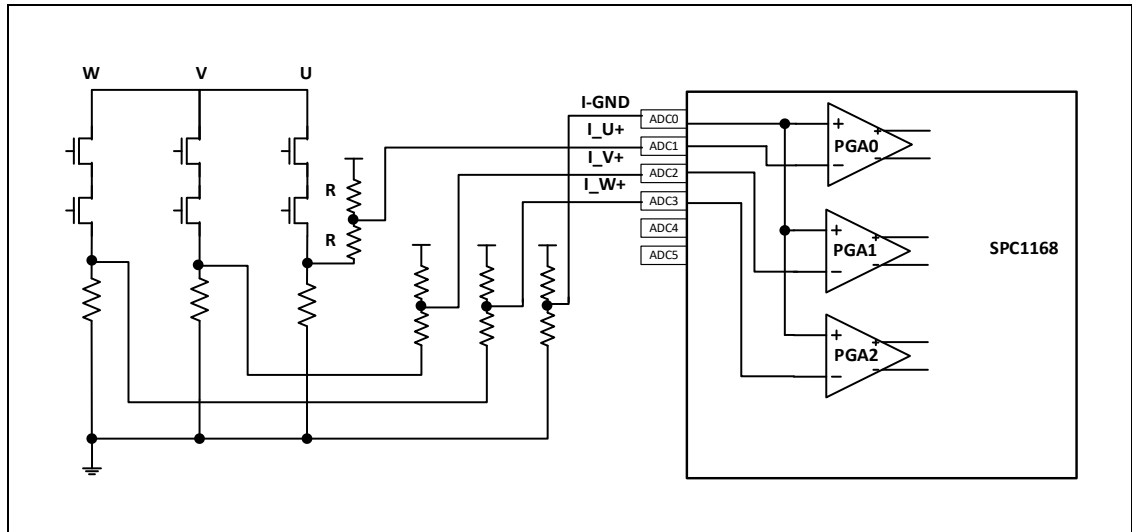 W
V
U
R
R
I-GND
I_U+
I_V+
I_W+
ADC0
ADC1
ADC2
ADC3
ADC4
ADC5
+
−
PGA0
+
-
+
−
PGA1
+
-
+
−
PGA2
+
-
SPC1168